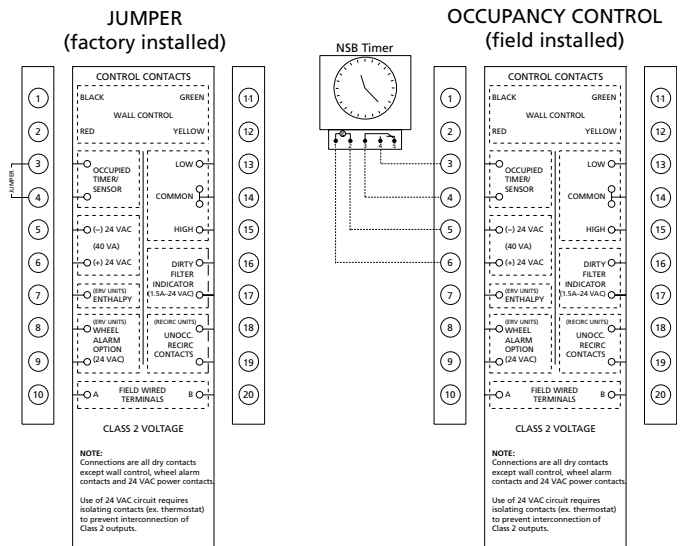 JUMPER
(factory installed)
CONTROL CONTACTS
BLACK GREEN
WALL CONTROL
RED YELLOW
OCCUPIED
TIMER/
SENSOR
LOW
COMMON
HIGH
(–) 24 VAC
(40 VA)
(+) 24 VAC
DIRTY
FILTER
INDICATOR
(1.5A–24 VAC)
(ERV UNITS)
ENTHALPY
(ERV UNITS)
WHEEL
ALARM
OPTION
(24 VAC)
(RECIRC UNITS)
UNOCC.
RECIRC
CONTACTS
A FIELD WIRED B
TERMINALS
CLASS 2 VOLTAGE
NOTE:
Connections are all dry contacts
except wall control, wheel alarm
contacts and 24 VAC power contacts.
Use of 24 VAC circuit requires
isolating contacts (ex. thermostat)
to prevent interconnection of
Class 2 outputs.
JUMPER
1
2
3
4
5
6
7
8
9
10
11
12
13
14
15
16
17
18
19
20
OCCUPANCY CONTROL
(field installed)
NSB Timer
1 2 3 4 5
CONTROL CONTACTS
BLACK GREEN
WALL CONTROL
RED YELLOW
OCCUPIED
TIMER/
SENSOR
LOW
COMMON
HIGH
(–) 24 VAC
(40 VA)
(+) 24 VAC
DIRTY
FILTER
INDICATOR
(1.5A–24 VAC)
(ERV UNITS)
ENTHALPY
(ERV UNITS)
WHEEL
ALARM
OPTION
(24 VAC)
(RECIRC UNITS)
UNOCC.
RECIRC
CONTACTS
A FIELD WIRED B
TERMINALS
CLASS 2 VOLTAGE
NOTE:
Connections are all dry contacts
except wall control, wheel alarm
contacts and 24 VAC power contacts.
Use of 24 VAC circuit requires
isolating contacts (ex. thermostat)
to prevent interconnection of
Class 2 outputs.
1
2
3
4
5
6
7
8
9
10
11
12
13
14
15
16
17
18
19
20